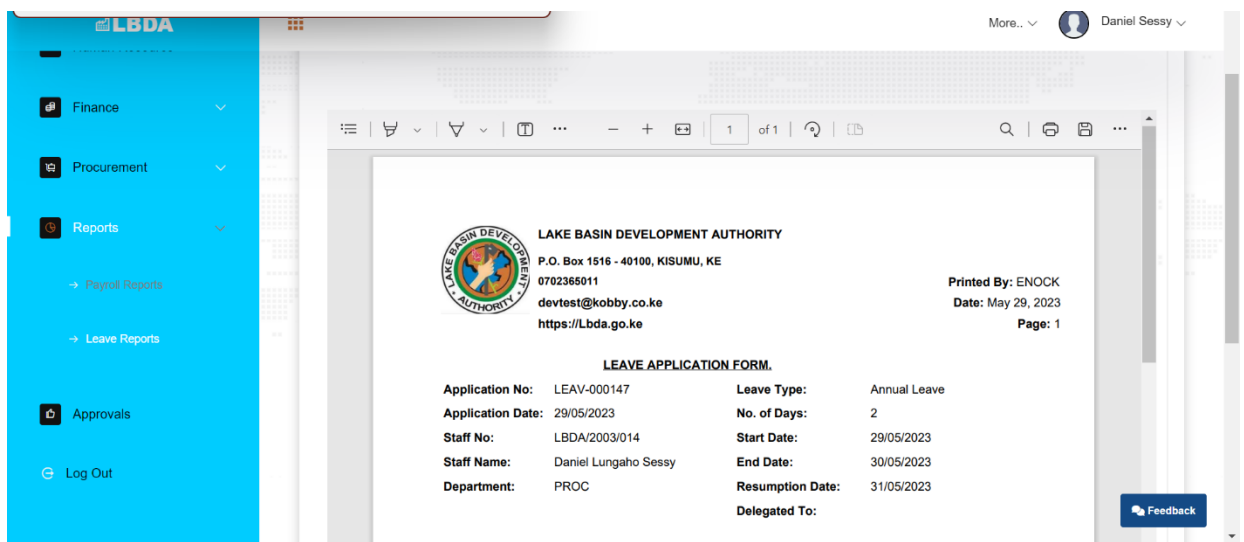 LBDA
More..
Daniel Sessy
Finance
Procurement
Reports
→ Payroll Reports
→ Leave Reports
Approvals
Log Out
1 of 1
LAKE BASIN DEVELOPMENT AUTHORITY
LAKE BASIN DEVELOPMENT AUTHORITY
P.O. Box 1516 - 40100, KISUMU, KE
0702365011
devtest@kobby.co.ke
https://Lbda.go.ke
Printed By: ENOCK
Date: May 29, 2023
Page: 1
LEAVE APPLICATION FORM.
Application No: LEAV-000147 Leave Type: Annual Leave
Application Date: 29/05/2023 No. of Days: 2
Staff No: LBDA/2003/014 Start Date: 29/05/2023
Staff Name: Daniel Lungaho Sessy End Date: 30/05/2023
Department: PROC Resumption Date: 31/05/2023
Delegated To:
Feedback